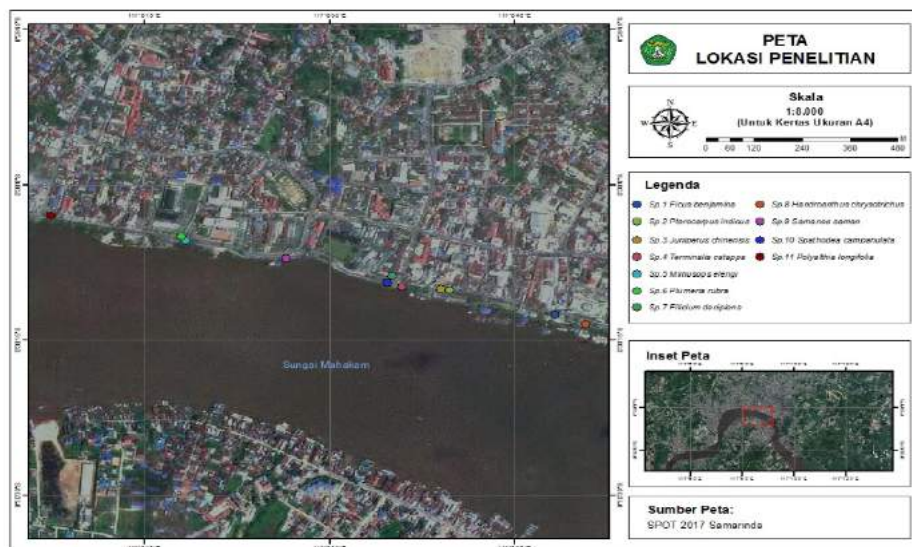 PETA
LOKASI PENELITIAN
Skala
1:8.000
(Untuk Kertas Ukuran A4)
N
W E
S
M
0 60 120 240 360 480
Legenda
Sp.1 Ficus benjamina
Sp.2 Pterocarpus indicus
Sp.3 Juniperus chinensis
Sp.4 Terminalia catappa
Sp.5 Mimusops elengi
Sp.6 Plumeria rubra
Sp.7 Filicium decipiens
Sp.8 Handroanthus chrysotrichus
Sp.9 Samanea saman
Sp.10 Spathodea campanulata
Sp.11 Polyalthia longifolia
Sungai Mahakam
Inset Peta
Sumber Peta:
SPOT 2017 Samarinda